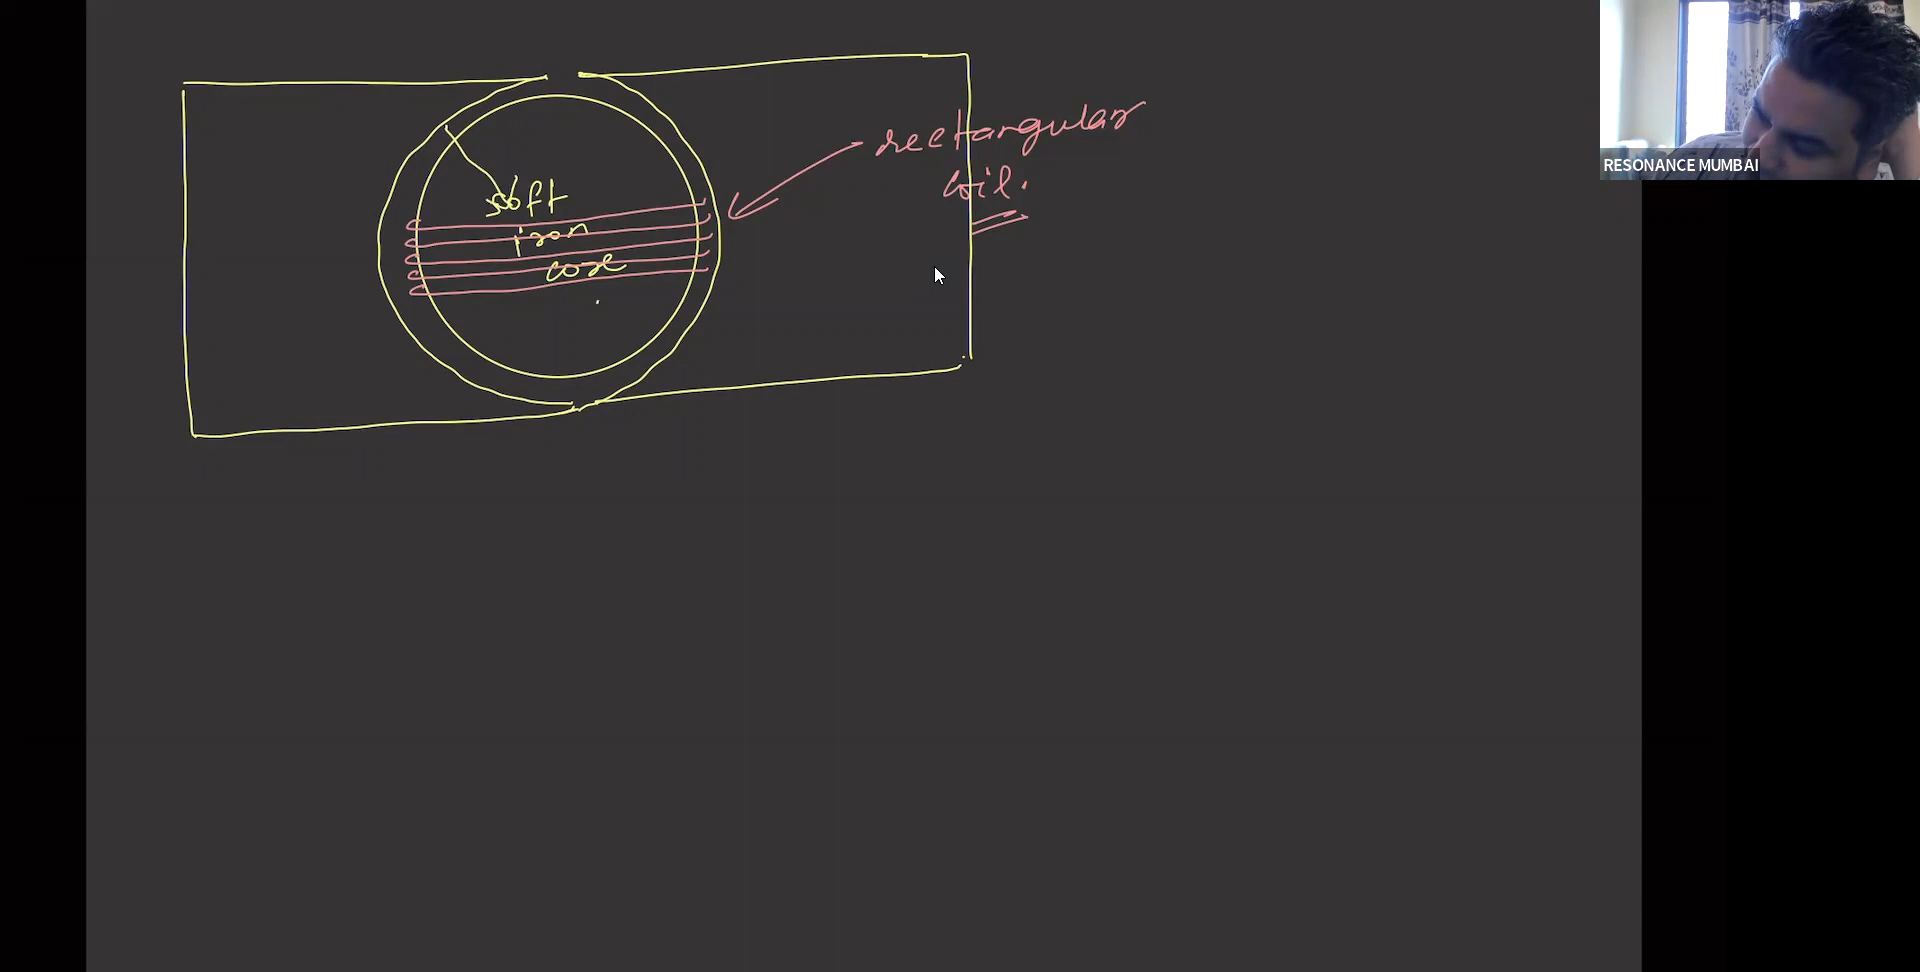 RESONANCE MUMBAI
rectangular
coil.
soft
iron
core